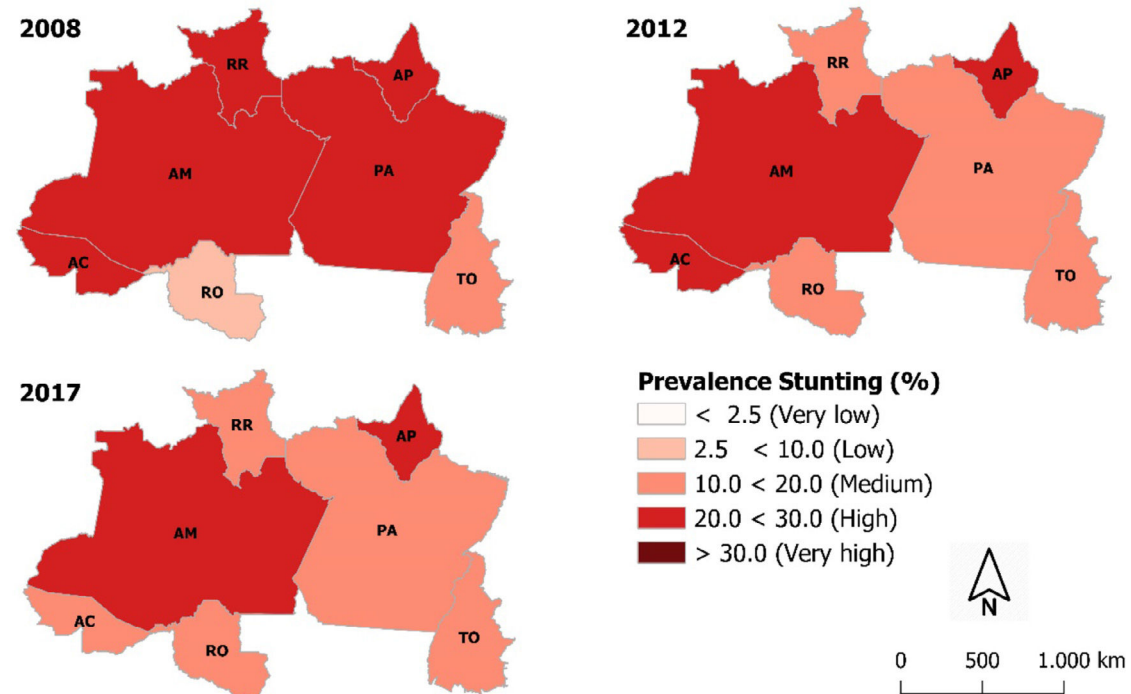 2008
RR
AP
AM
PA
AC
RO
TO
2012
RR
AP
AM
PA
AC
RO
TO
2017
RR
AP
AM
PA
AC
RO
TO
Prevalence Stunting (%)
< 2.5 (Very low)
2.5 < 10.0 (Low)
10.0 < 20.0 (Medium)
20.0 < 30.0 (High)
> 30.0 (Very high)
N
0 500 1.000 km